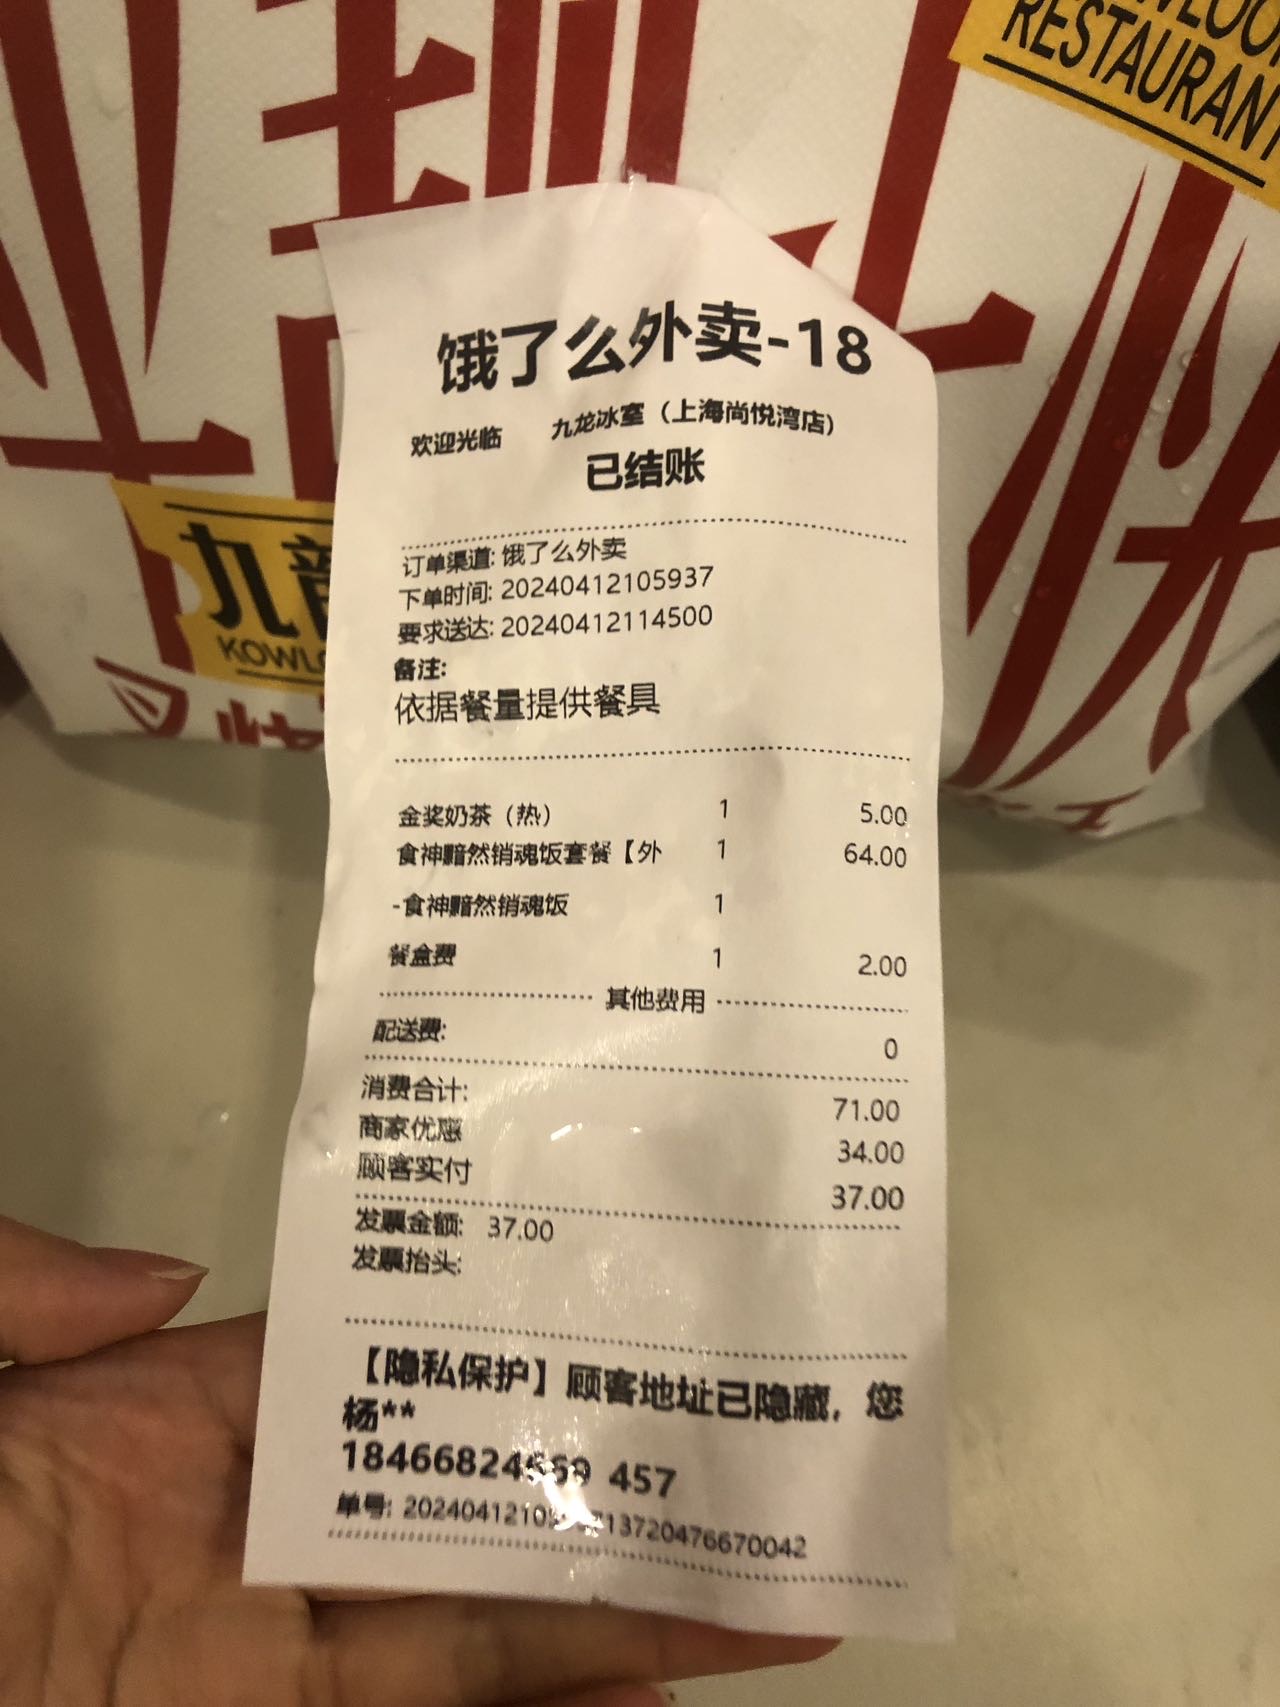 RESTAURANT
九龍
KOWLO
饿了么外卖-18
欢迎光临 九龙冰室（上海尚悦湾店）
已结账
订单渠道: 饿了么外卖
下单时间: 20240412105937
要求送达: 20240412114500
备注:
依据餐量提供餐具
金奖奶茶（热） 1 5.00
食神黯然销魂饭套餐【外 1 64.00
-食神黯然销魂饭 1
餐盒费 1 2.00
其他费用
配送费: 0
消费合计: 71.00
商家优惠 34.00
顾客实付 37.00
发票金额: 37.00
发票抬头:
【隐私保护】顾客地址已隐藏，您
杨**
457
单号: